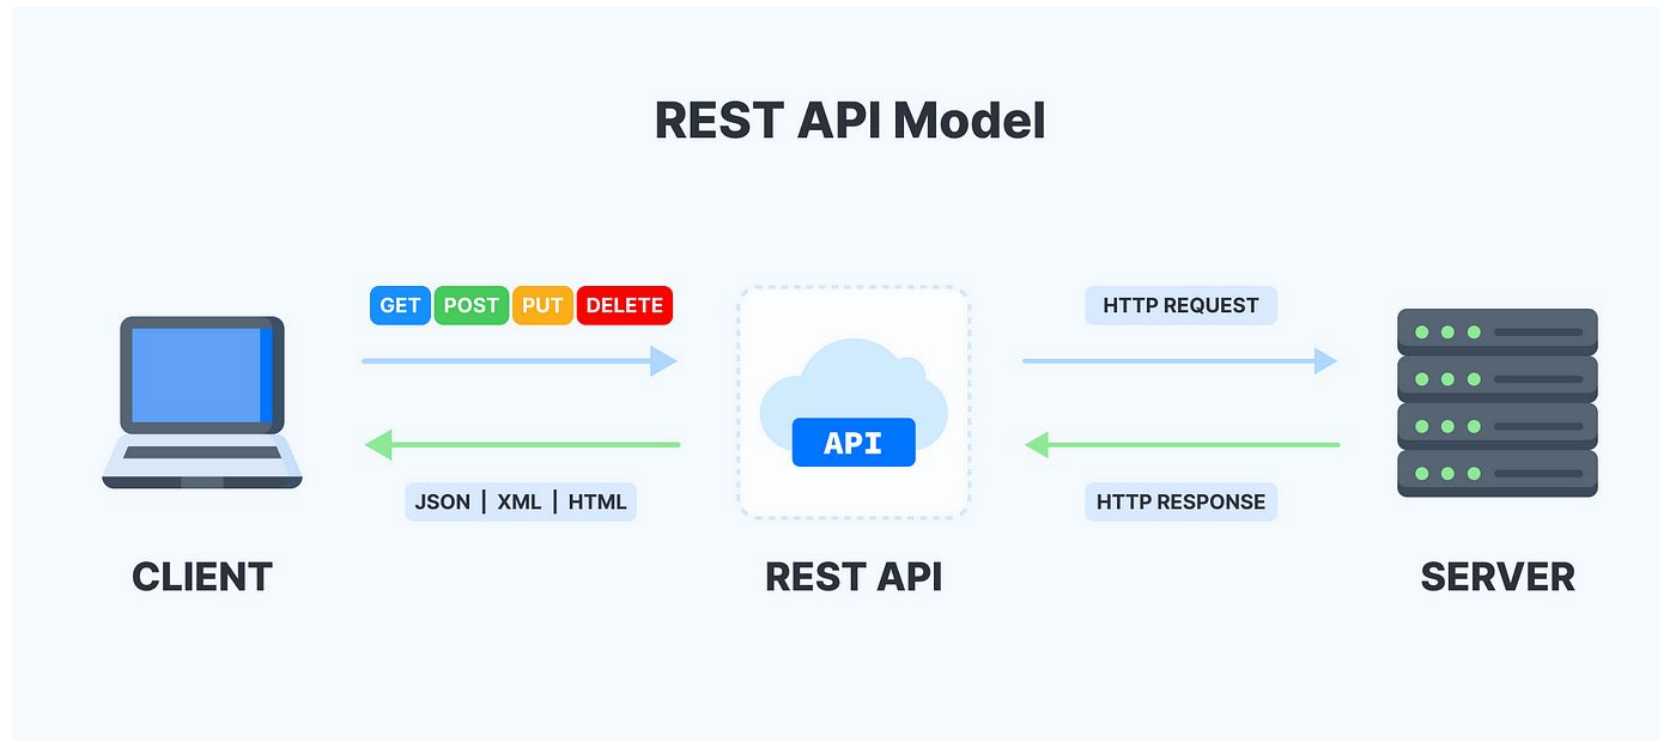 REST API Model
GET POST PUT DELETE
HTTP REQUEST
API
JSON | XML | HTML
HTTP RESPONSE
CLIENT
REST API
SERVER